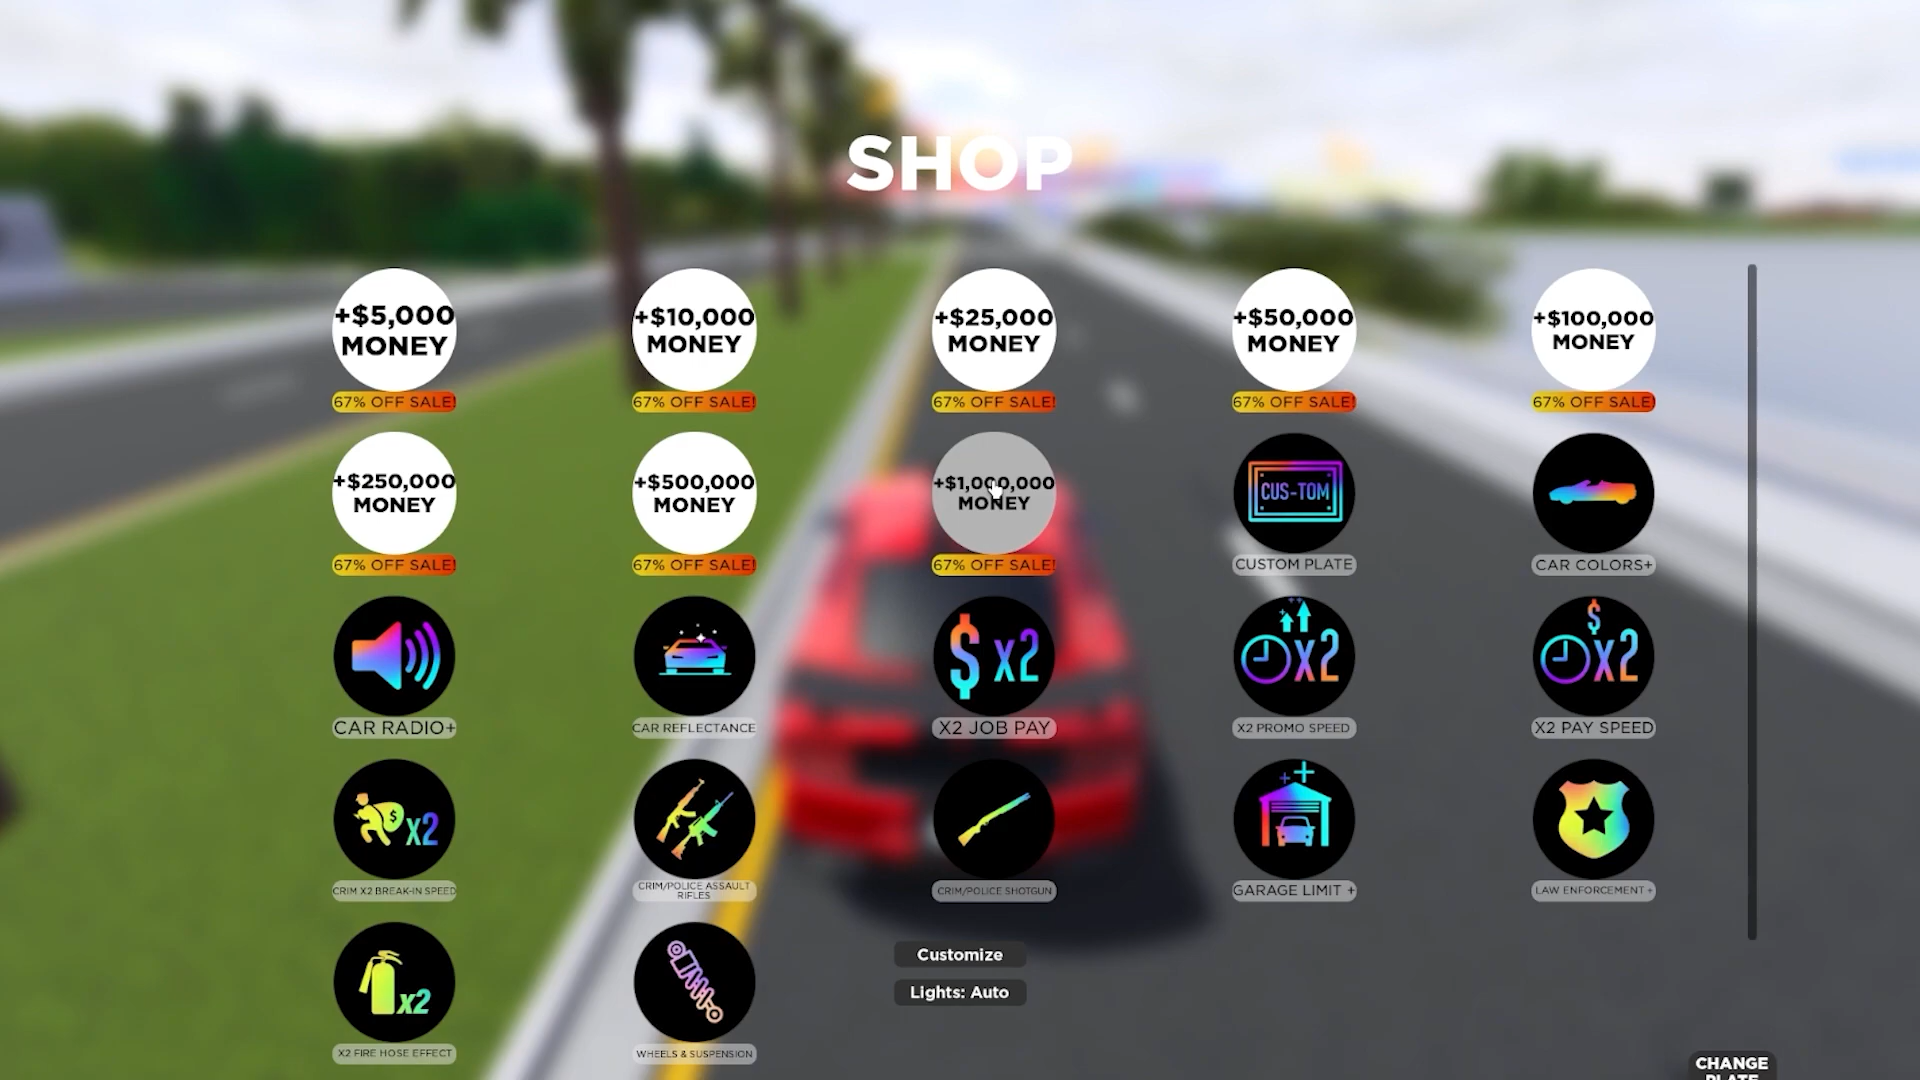 SHOP
+$5,000
MONEY
67% OFF SALE!
+$10,000
MONEY
67% OFF SALE!
+$25,000
MONEY
67% OFF SALE!
+$50,000
MONEY
67% OFF SALE!
+$100,000
MONEY
67% OFF SALE!
+$250,000
MONEY
67% OFF SALE!
+$500,000
MONEY
67% OFF SALE!
+$1,000,000
MONEY
67% OFF SALE!
CUS-TOM
CUSTOM PLATE
CAR COLORS+
CAR RADIO+
CAR REFLECTANCE
$ X2
X2 JOB PAY
X2
X2 PROMO SPEED
$
X2
X2 PAY SPEED
$
X2
CRIM X2 BREAK-IN SPEED
CRIM/POLICE ASSAULT
RIFLES
CRIM/POLICE SHOTGUN
GARAGE LIMIT +
LAW ENFORCEMENT +
x2
X2 FIRE HOSE EFFECT
WHEELS & SUSPENSION
Customize
Lights: Auto
CHANGE
PLATE